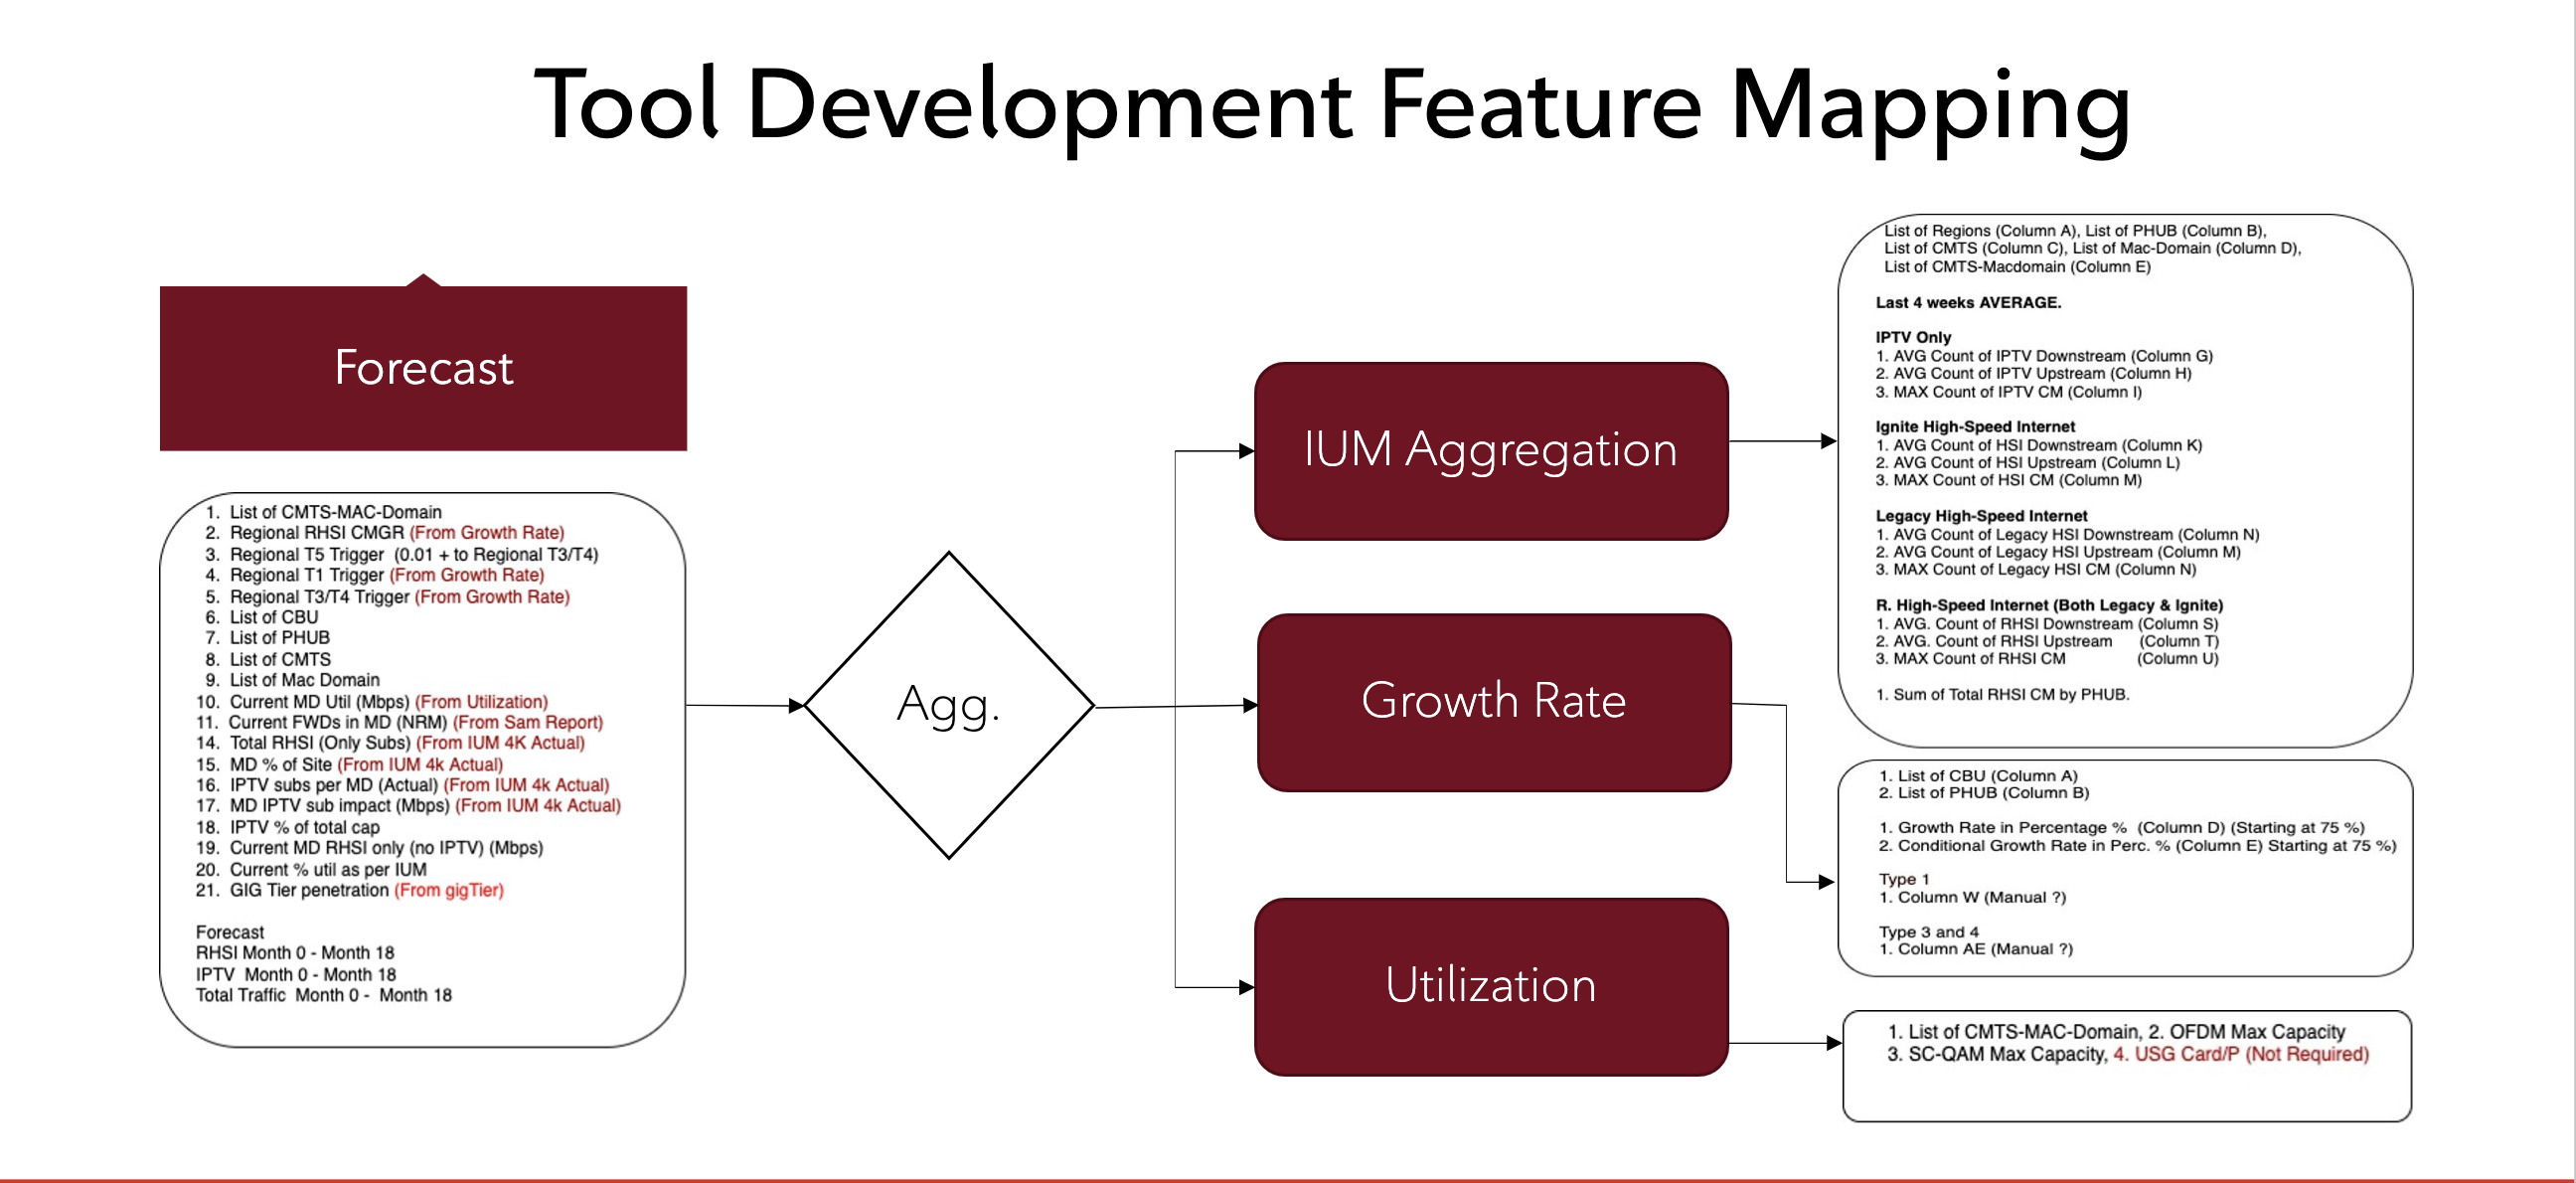 Tool Development Feature Mapping
Forecast
1. List of CMTS-MAC-Domain
2. Regional RHSI CMGR (From Growth Rate)
3. Regional T5 Trigger (0.01 + to Regional T3/T4)
4. Regional T1 Trigger (From Growth Rate)
5. Regional T3/T4 Trigger (From Growth Rate)
6. List of CBU
7. List of PHUB
8. List of CMTS
9. List of Mac Domain
10. Current MD Util (Mbps) (From Utilization)
11. Current FWDs in MD (NRM) (From Sam Report)
14. Total RHSI (Only Subs) (From IUM 4K Actual)
15. MD % of Site (From IUM 4k Actual)
16. IPTV subs per MD (Actual) (From IUM 4k Actual)
17. MD IPTV sub impact (Mbps) (From IUM 4k Actual)
18. IPTV % of total cap
19. Current MD RHSI only (no IPTV) (Mbps)
20. Current % util as per IUM
21. GIG Tier penetration (From gigTier)
Forecast
RHSI Month 0 - Month 18
IPTV Month 0 - Month 18
Total Traffic Month 0 - Month 18
Agg.
IUM Aggregation
Growth Rate
Utilization
List of Regions (Column A), List of PHUB (Column B),
List of CMTS (Column C), List of Mac-Domain (Column D),
List of CMTS-Macdomain (Column E)
Last 4 weeks AVERAGE.
IPTV Only
1. AVG Count of IPTV Downstream (Column G)
2. AVG Count of IPTV Upstream (Column H)
3. MAX Count of IPTV CM (Column I)
Ignite High-Speed Internet
1. AVG Count of HSI Downstream (Column K)
2. AVG Count of HSI Upstream (Column L)
3. MAX Count of HSI CM (Column M)
Legacy High-Speed Internet
1. AVG Count of Legacy HSI Downstream (Column N)
2. AVG Count of Legacy HSI Upstream (Column M)
3. MAX Count of Legacy HSI CM (Column N)
R. High-Speed Internet (Both Legacy & Ignite)
1. AVG. Count of RHSI Downstream (Column S)
2. AVG. Count of RHSI Upstream (Column T)
3. MAX Count of RHSI CM (Column U)
1. Sum of Total RHSI CM by PHUB.
1. List of CBU (Column A)
2. List of PHUB (Column B)
1. Growth Rate in Percentage % (Column D) (Starting at 75 %)
2. Conditional Growth Rate in Perc. % (Column E) Starting at 75 %)
Type 1
1. Column W (Manual ?)
Type 3 and 4
1. Column AE (Manual ?)
1. List of CMTS-MAC-Domain, 2. OFDM Max Capacity
3. SC-QAM Max Capacity, 4. USG Card/P (Not Required)